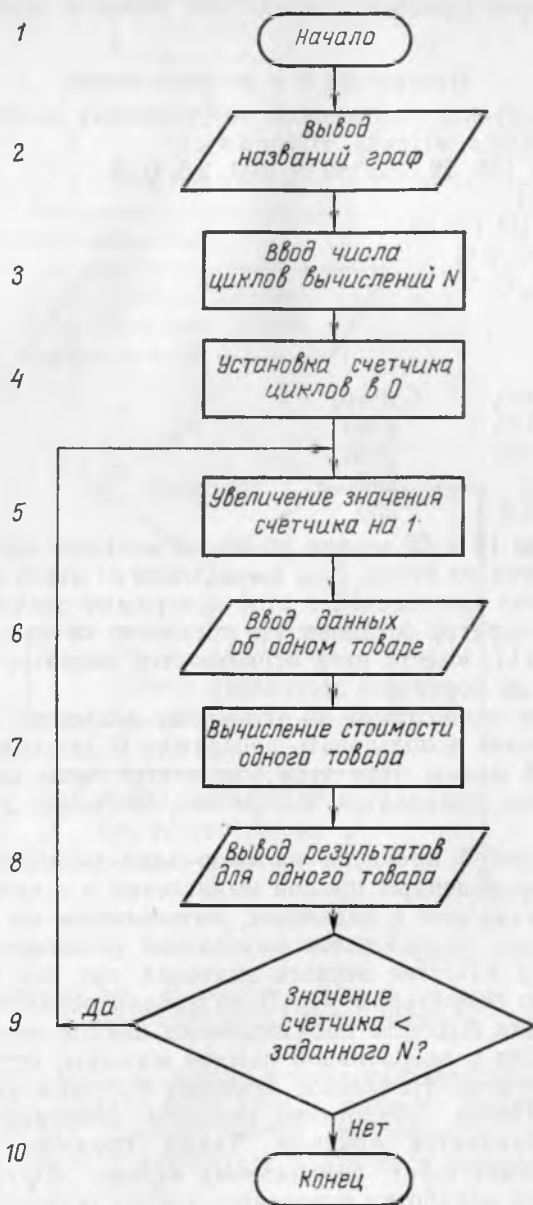 1
Начало
2
Вывод
названий граф
3
Ввод числа
циклов вычислений N
4
Установка счетчика
циклов в 0
5
Увеличение значения
счётчика на 1
6
Ввод данных
об одном товаре
7
Вычисление стоимости
одного товара
8
Вывод результатов
для одного товара
9
Да
Значение
счетчика <
заданного N?
Нет
10
Конец